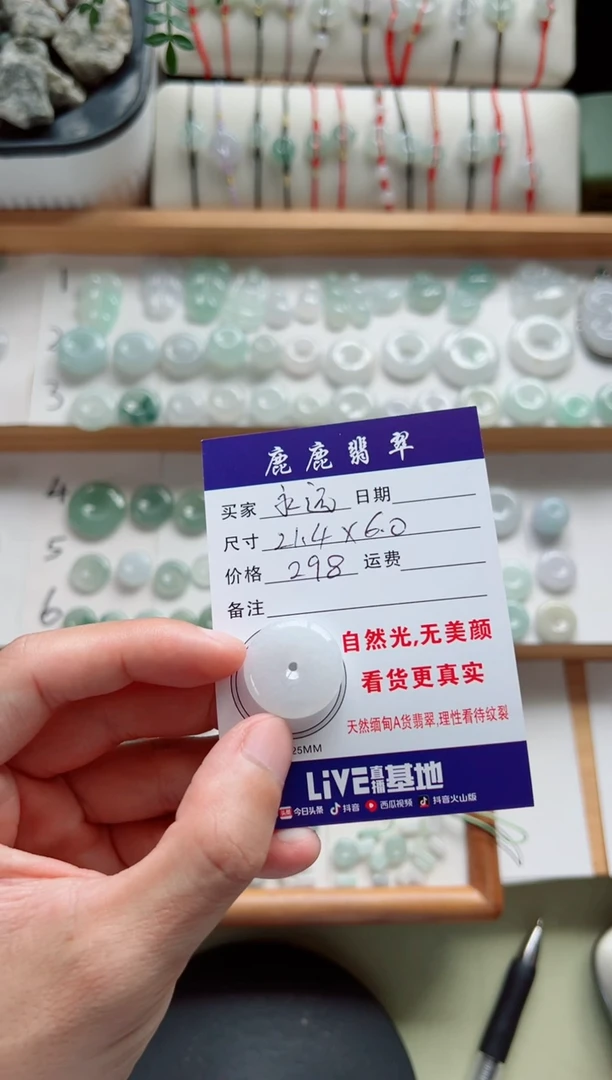 1
2
3
4
5
6
鹿鹿翡翠
买家 永远 日期
尺寸 21.4×6.0
价格 298 运费
备注
自然光,无美颜
看货更真实
天然缅甸A货翡翠,理性看待纹裂
25MM
LiVE直播基地
头条 今日头条 抖音 西瓜视频 抖音火山版